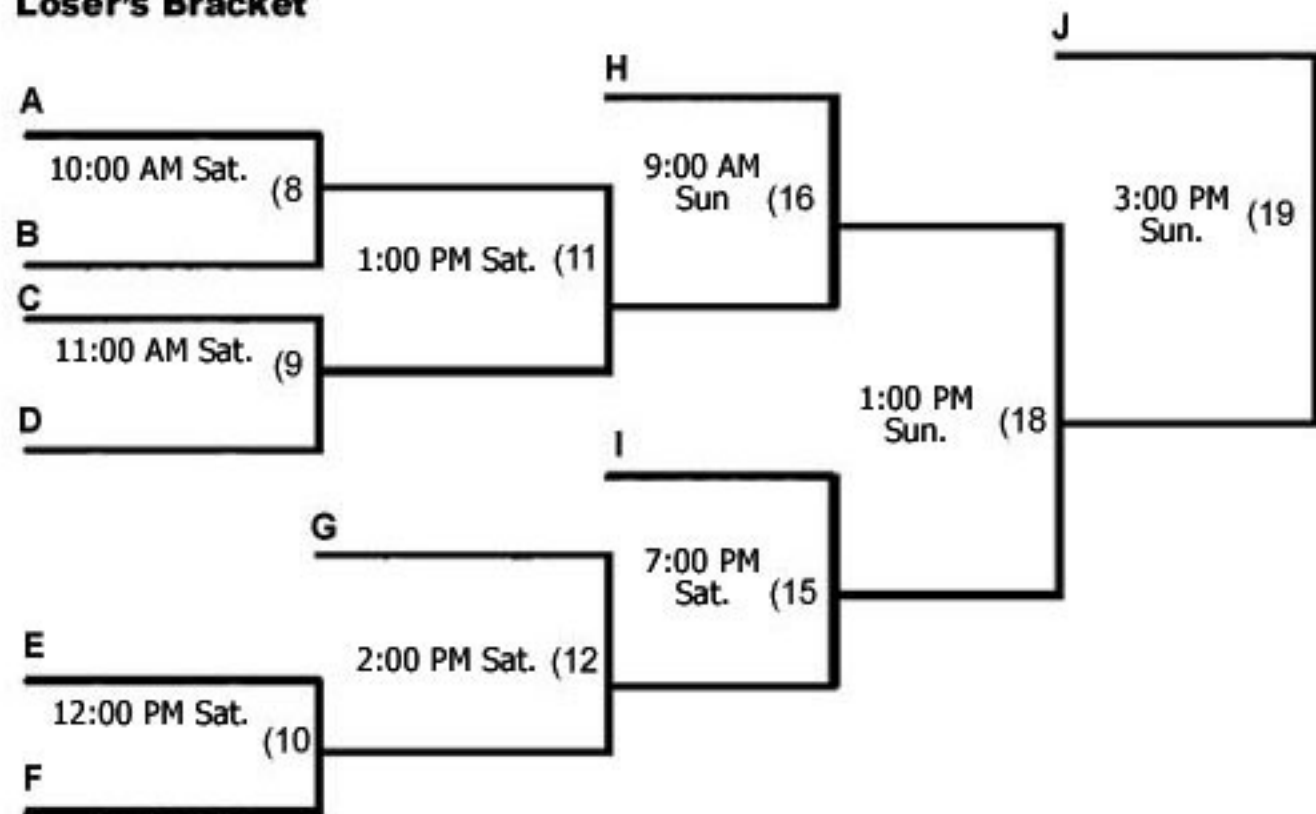 Loser's Bracket
J
H
A
10:00 AM Sat. (8
9:00 AM
Sun (16
3:00 PM
Sun. (19
B
1:00 PM Sat. (11
C
11:00 AM Sat. (9
1:00 PM
Sun. (18
D
I
G
7:00 PM
Sat. (15
E
2:00 PM Sat. (12
12:00 PM Sat.
(10
F